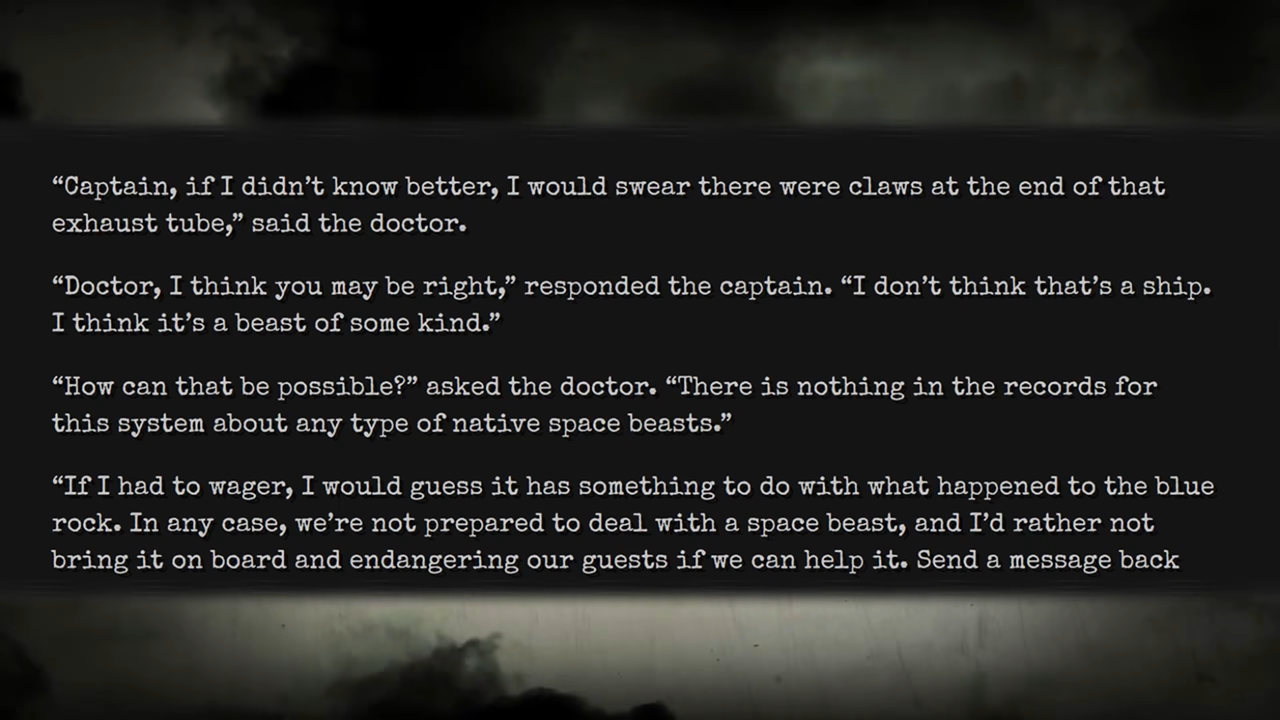 “Captain, if I didn’t know better, I would swear there were claws at the end of that
exhaust tube,” said the doctor.
“Doctor, I think you may be right,” responded the captain. “I don’t think that’s a ship.
I think it’s a beast of some kind.”
“How can that be possible?” asked the doctor. “There is nothing in the records for
this system about any type of native space beasts.”
“If I had to wager, I would guess it has something to do with what happened to the blue
rock. In any case, we’re not prepared to deal with a space beast, and I’d rather not
bring it on board and endangering our guests if we can help it. Send a message back